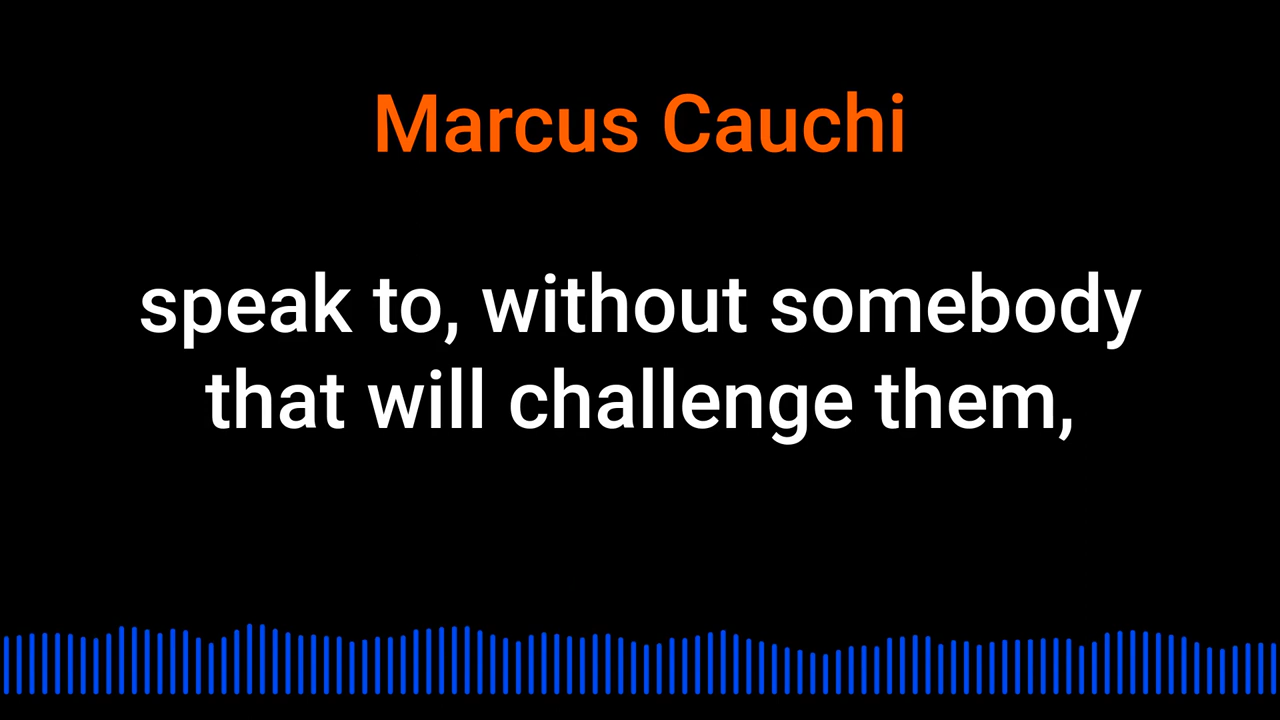 Marcus Cauchi
speak to, without somebody
that will challenge them,